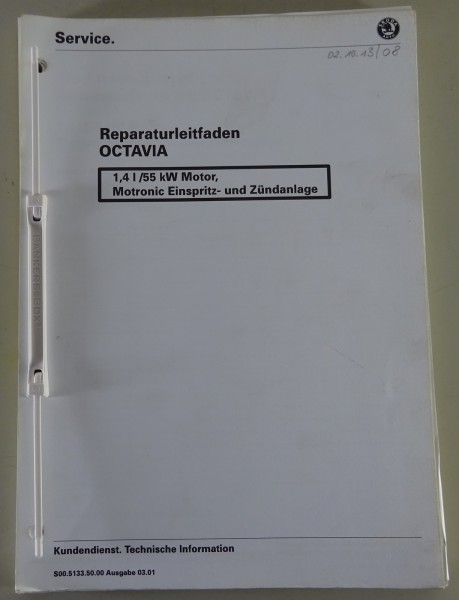 Service.
02.19.13/08
Reparaturleitfaden
OCTAVIA
1,4 l /55 kW Motor,
Motronic Einspritz- und Zündanlage
Kundendienst. Technische Information
S00.5133.50.00 Ausgabe 03.01